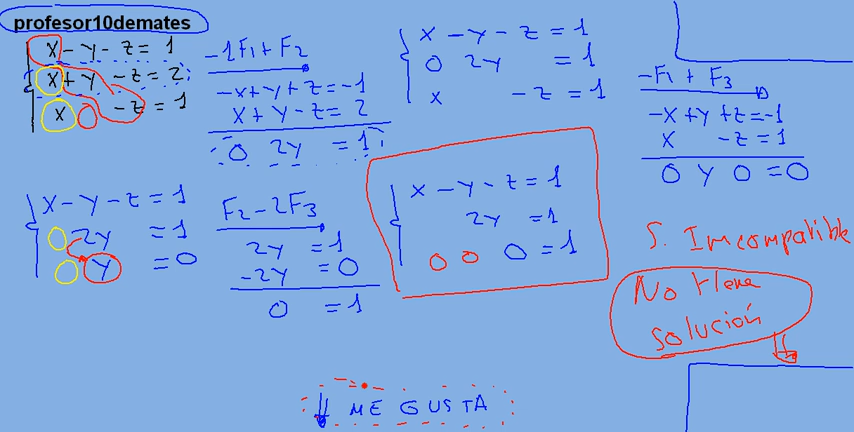 profesor10demates
x - y - z = 1
x + y - z = 2
x 0 - z = 1
-1F1 + F2
-x + y + z = -1
x + y - z = 2
0 2y = 1
x - y - z = 1
0 2y = 1
x - z = 1
-F1 + F3
-x + y + z = -1
x - z = 1
0 y 0 = 0
x - y - z = 1
0 2y = 1
0 y = 0
F2 - 2F3
2y = 1
-2y = 0
0 = 1
x - y - z = 1
2y = 1
0 0 0 = 1
S. Imcompatible
No tiene
solución
ME GUSTA